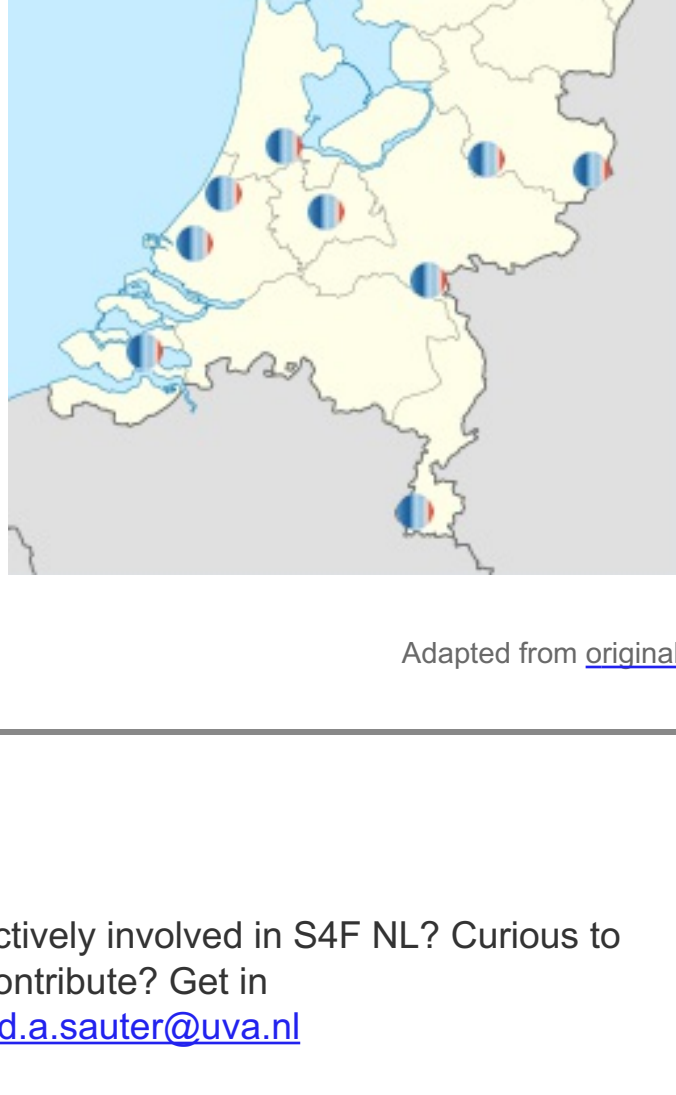 Adapted from original
ctively involved in S4F NL? Curious to
ontribute? Get in
d.a.sauter@uva.nl